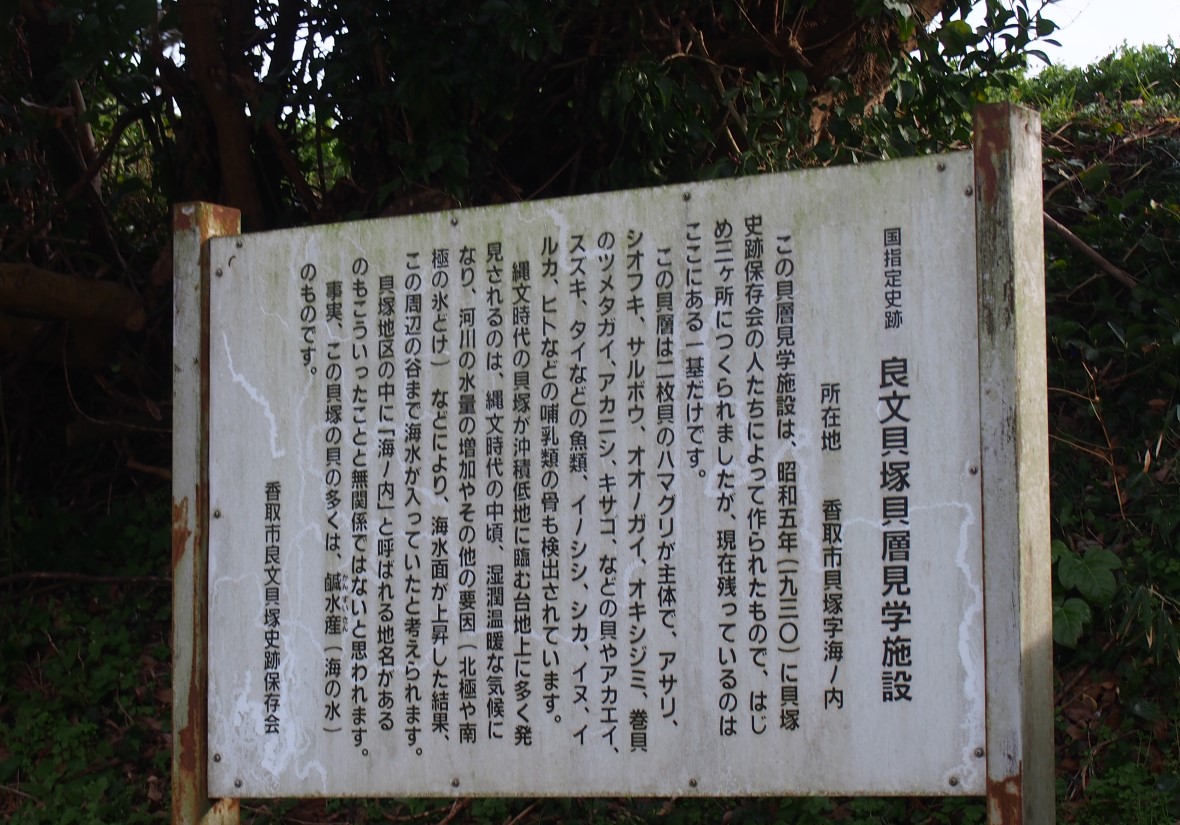 国指定史跡 良文貝塚貝層見学施設
所在地 香取市貝塚字海ノ内
この貝層見学施設は、昭和五年(一九三〇)に貝塚
史跡保存会の人たちによって作られたもので、はじ
め三ヶ所につくられましたが、現在残っているのは
ここにある一基だけです。
この貝層は二枚貝のハマグリが主体で、アサリ、
シオフキ、サルボウ、オオノガイ、オキシジミ、巻貝
のツメタガイ、アカニシ、キサゴ、などの貝やアカエイ、
スズキ、タイなどの魚類、イノシシ、シカ、イヌ、イ
ルカ、ヒトなどの哺乳類の骨も検出されています。
縄文時代の貝塚が沖積低地に臨む台地上に多く発
見されるのは、縄文時代の中頃、湿潤温暖な気候に
なり、河川の水量の増加やその他の要因(北極や南
極の氷どけ)などにより、海水面が上昇した結果、
この周辺の谷まで海水が入っていたと考えられます。
貝塚地区の中に「海ノ内」と呼ばれる地名がある
のもこういったことと無関係ではないと思われます。
事実、この貝塚の貝の多くは、鹹水産(海の水)
かんすいさん
のものです。
香取市良文貝塚史跡保存会